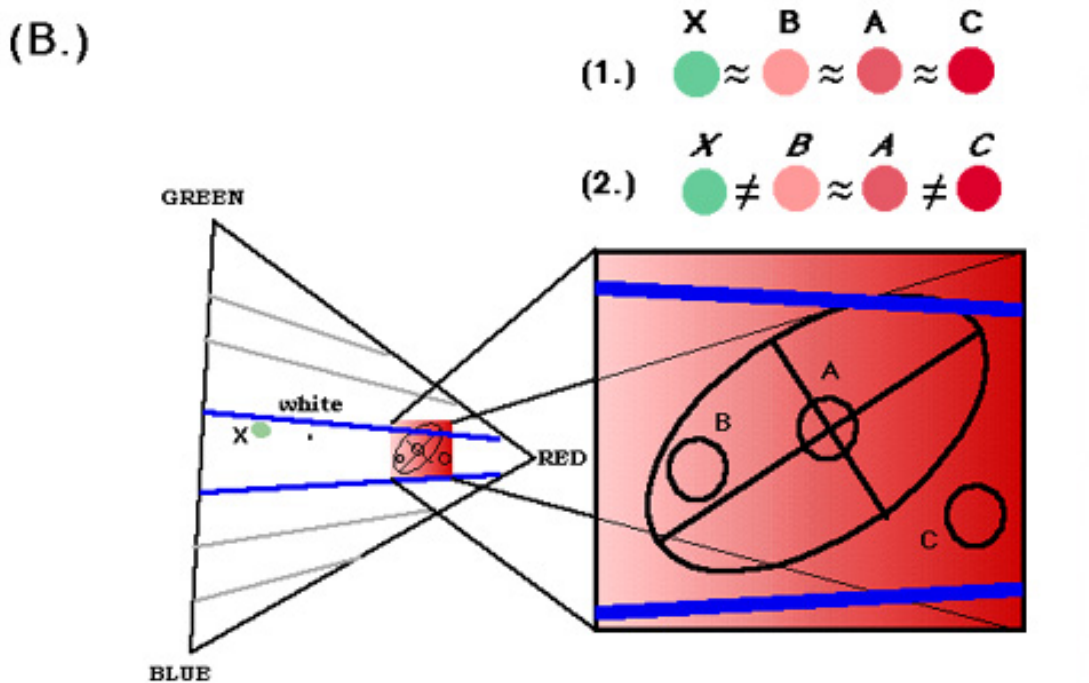 (B.)
X B A C
(1.) ≈ ≈ ≈
X B A C
(2.) ≠ ≈ ≠
GREEN
white
X
RED
BLUE
A
B
C